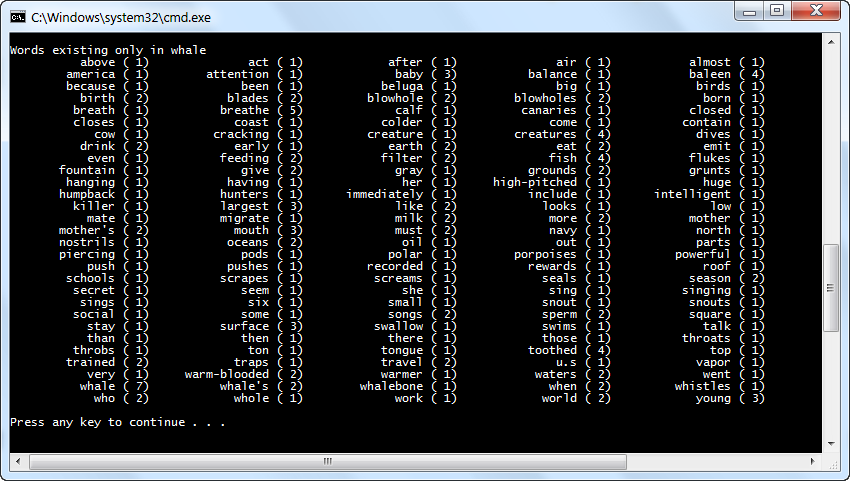 C:\Windows\system32\cmd.exe
Words existing only in whale
above ( 1) act ( 1) after ( 1) air ( 1) almost ( 1)
america ( 1) attention ( 1) baby ( 3) balance ( 1) baleen ( 4)
because ( 1) been ( 1) beluga ( 1) big ( 1) birds ( 1)
birth ( 2) blades ( 2) blowhole ( 2) blowholes ( 2) born ( 1)
breath ( 1) breathe ( 5) calf ( 1) canaries ( 1) closed ( 1)
closes ( 1) coast ( 1) colder ( 1) come ( 1) contain ( 1)
cow ( 1) cracking ( 1) creature ( 1) creatures ( 4) dives ( 1)
drink ( 2) early ( 1) earth ( 2) eat ( 2) emit ( 1)
even ( 1) feeding ( 2) filter ( 2) fish ( 4) flukes ( 1)
fountain ( 1) give ( 2) gray ( 1) grounds ( 2) grunts ( 1)
hanging ( 1) having ( 1) her ( 1) high-pitched ( 1) huge ( 1)
humpback ( 1) hunters ( 1) immediately ( 1) include ( 1) intelligent ( 1)
killer ( 1) largest ( 3) like ( 2) looks ( 1) low ( 1)
mate ( 1) migrate ( 1) milk ( 2) more ( 2) mother ( 1)
mother's ( 2) mouth ( 3) must ( 2) navy ( 1) north ( 1)
nostrils ( 1) oceans ( 2) oil ( 1) out ( 1) parts ( 1)
piercing ( 1) pods ( 1) polar ( 1) porpoises ( 1) powerful ( 1)
push ( 1) pushes ( 1) recorded ( 1) rewards ( 1) roof ( 1)
schools ( 1) scrapes ( 1) screams ( 1) seals ( 1) season ( 2)
secret ( 1) seem ( 1) she ( 1) sing ( 1) singing ( 1)
sings ( 1) six ( 1) small ( 1) snout ( 1) snouts ( 1)
social ( 1) some ( 1) songs ( 2) sperm ( 2) square ( 1)
stay ( 1) surface ( 3) swallow ( 1) swims ( 1) talk ( 1)
than ( 1) then ( 1) there ( 1) those ( 1) throats ( 1)
throbs ( 1) ton ( 1) tongue ( 1) toothed ( 4) top ( 1)
trained ( 2) traps ( 1) travel ( 2) u.s ( 1) vapor ( 1)
very ( 1) warm-blooded ( 2) warmer ( 1) waters ( 2) went ( 1)
whale ( 7) whale's ( 2) whalebone ( 1) when ( 2) whistles ( 1)
who ( 2) whole ( 1) work ( 1) world ( 2) young ( 3)
Press any key to continue . . .